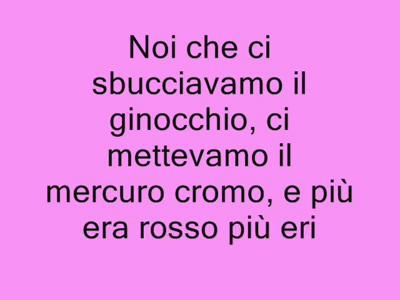 Noi che ci
sbucciavamo il
ginocchio, ci
mettevamo il
mercuro cromo, e più
era rosso più eri